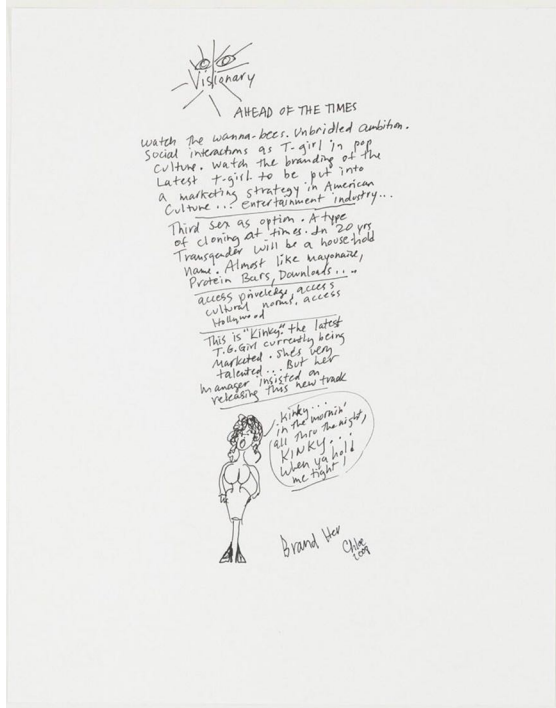 Visionary
AHEAD OF THE TIMES
Watch the wanna-bees. Unbridled ambition.
Social interactions as T-girl in pop
Culture. Watch the branding of the
Latest t-girl to be put into
a marketing strategy in American
Culture... entertainment industry...
Third Sex as option. A type
of cloning at times. In 20 yrs
Transgender will be a household
name. Almost like mayonaise,
Protein Bars, Downloads....
access priveledge, access
cultural norms, access
Hollywood
This is "Kinky" the latest
T.G.Girl currently being
Marketed. She's very
talented... But her
manager insisted on
releasing this new track
Kinky...
in the mornin'
all thru the night,
KINKY...
When ya hold
me tight!
Brand Her
Chloe
2009